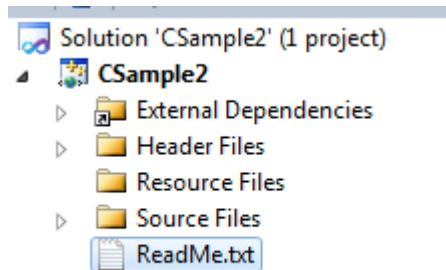 Solution 'CSample2' (1 project)
CSample2
External Dependencies
Header Files
Resource Files
Source Files
ReadMe.txt